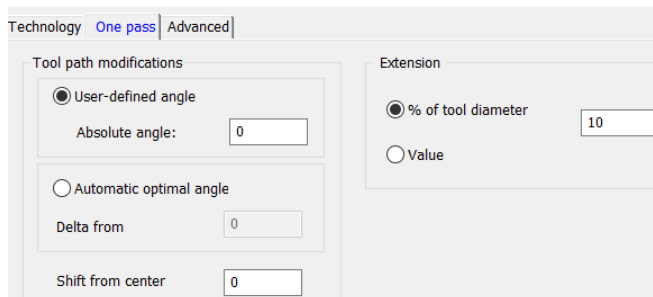 Technology One pass Advanced
Tool path modifications
User-defined angle
Absolute angle: 0
Automatic optimal angle
Delta from 0
Shift from center 0
Extension
% of tool diameter 10
Value